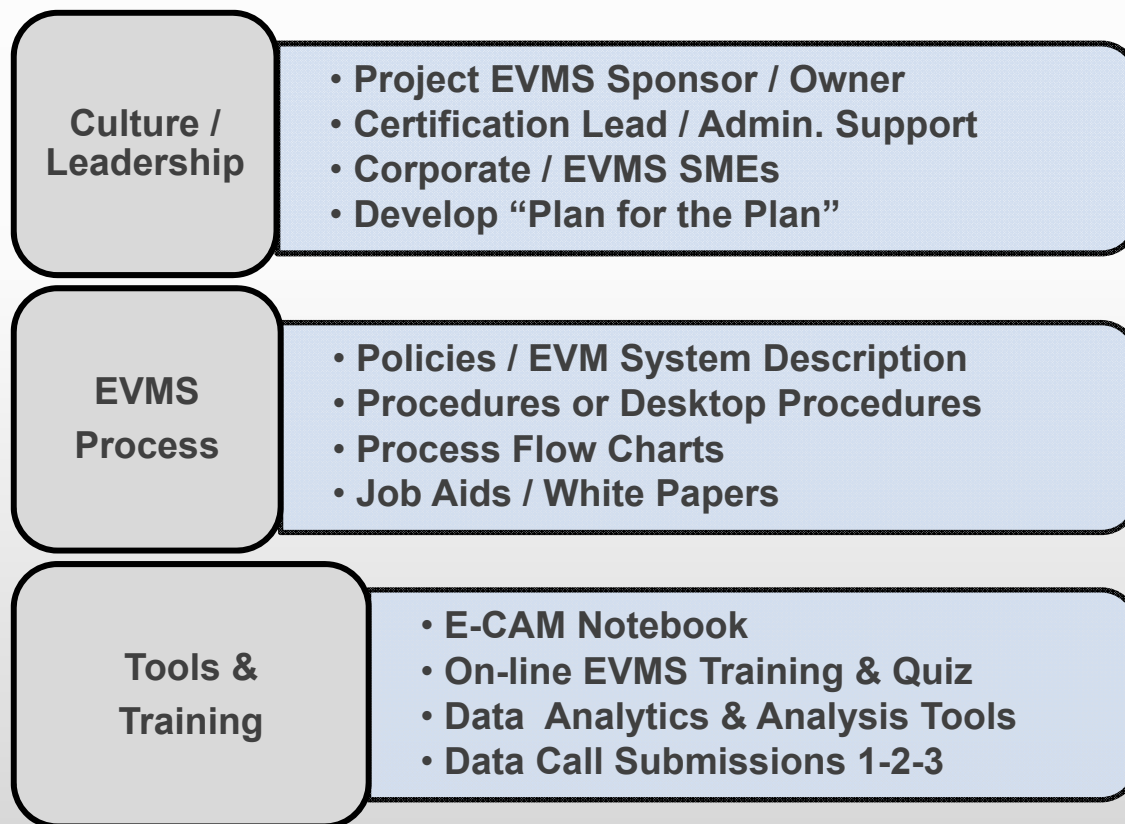 Culture /
Leadership
• Project EVMS Sponsor / Owner
• Certification Lead / Admin. Support
• Corporate / EVMS SMEs
• Develop “Plan for the Plan”
EVMS
Process
• Policies / EVM System Description
• Procedures or Desktop Procedures
• Process Flow Charts
• Job Aids / White Papers
Tools &
Training
• E-CAM Notebook
• On-line EVMS Training & Quiz
• Data  Analytics & Analysis Tools
• Data Call Submissions 1-2-3